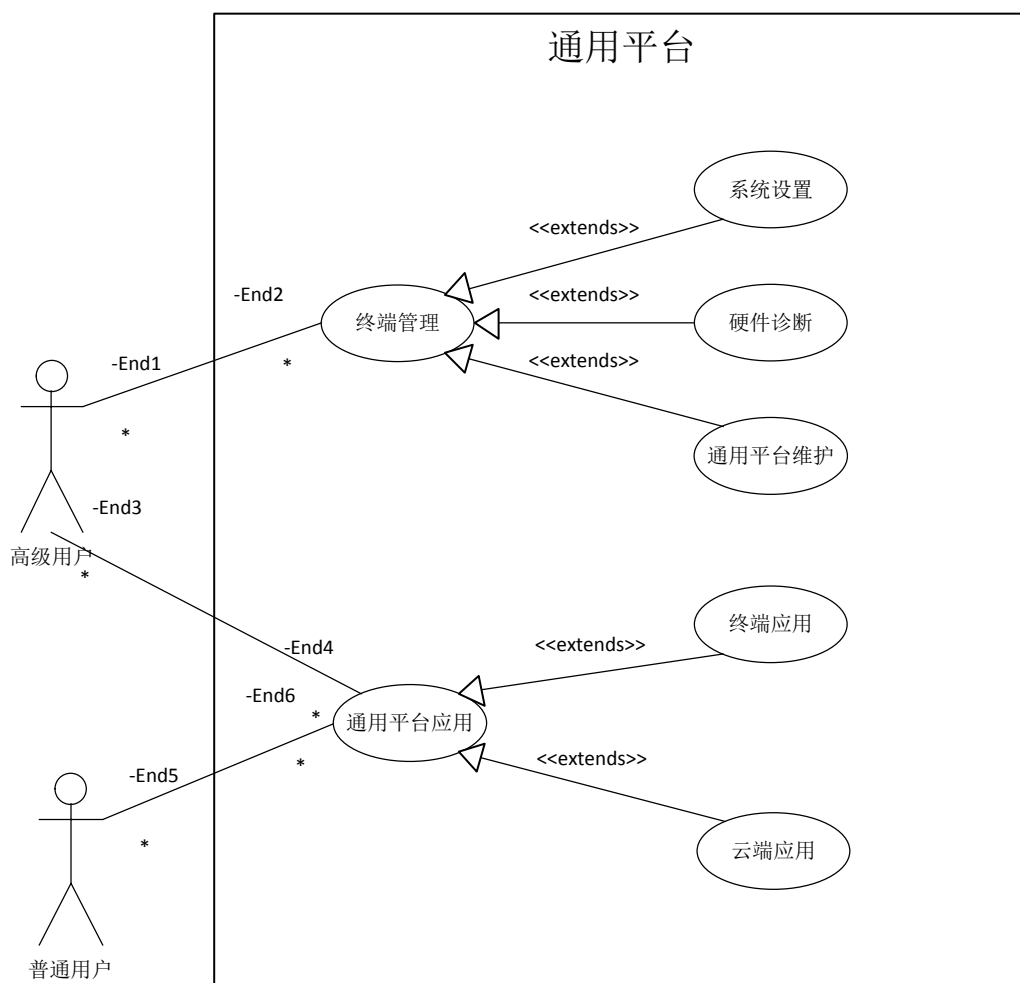 通用平台
系统设置
<<extends>>
-End2
<<extends>>
终端管理
硬件诊断
-End1
*
<<extends>>
*
通用平台维护
-End3
高级用户
*
终端应用
-End4
<<extends>>
-End6
*
通用平台应用
*
<<extends>>
-End5
*
云端应用
普通用户